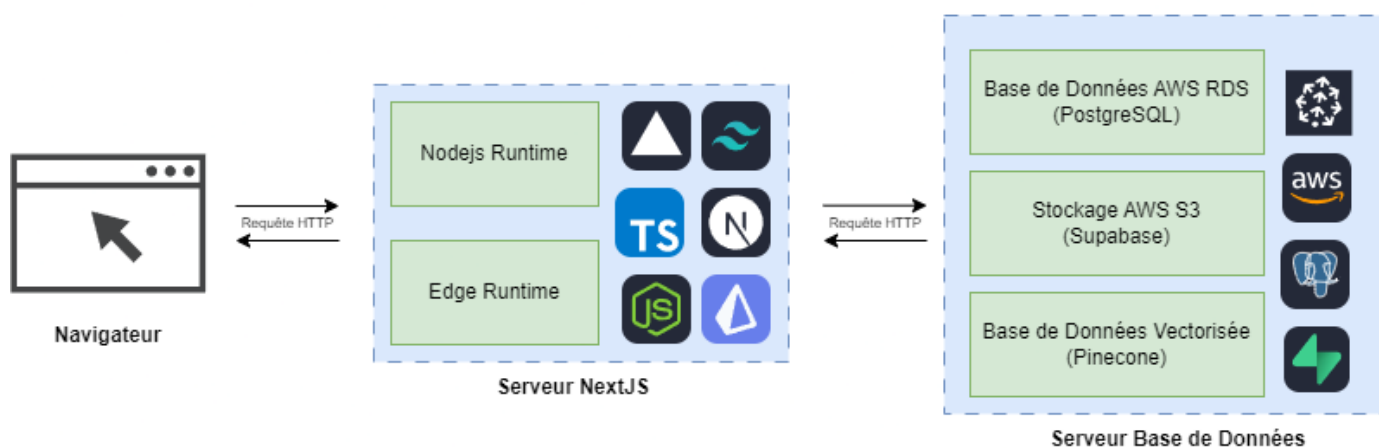 Navigateur
Requête HTTP
Nodejs Runtime
Edge Runtime
TS
N
JS
Serveur NextJS
Requête HTTP
Base de Données AWS RDS
(PostgreSQL)
Stockage AWS S3
(Supabase)
Base de Données Vectorisée
(Pinecone)
aws
Serveur Base de Données